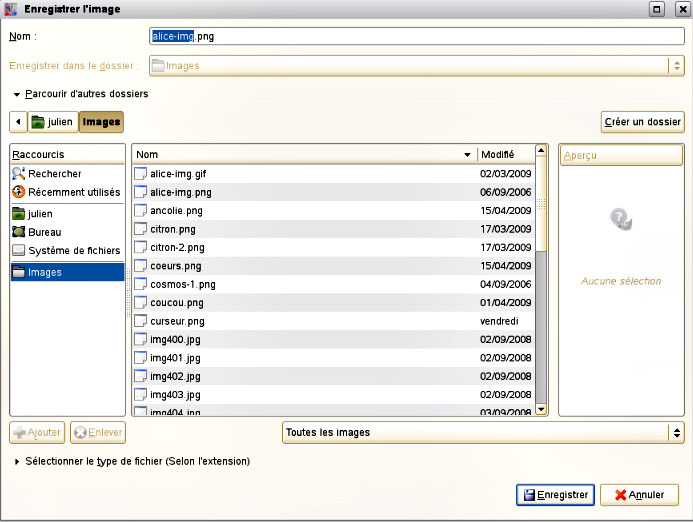 Enregistrer l'image
Nom :
alice-img.png
Enregistrer dans le dossier :
Images
Parcourir d'autres dossiers
julien
Images
Créer un dossier
Raccourcis
Rechercher
Récemment utilisés
julien
Bureau
Système de fichiers
Images
Nom Modifié
alice-img.gif 02/03/2009
alice-img.png 06/09/2006
ancolie.png 15/04/2009
citron.png 17/03/2009
citron-2.png 17/03/2009
coeurs.png 15/04/2009
cosmos-1.png 04/09/2006
coucou.png 01/04/2009
curseur.png vendredi
img400.jpg 02/09/2008
img401.jpg 02/09/2008
img402.jpg 02/09/2008
img403.jpg 02/09/2008
img404.jpg 03/09/2008
Aperçu
Aucune sélection
Ajouter
Enlever
Toutes les images
Sélectionner le type de fichier (Selon l'extension)
Enregistrer
Annuler